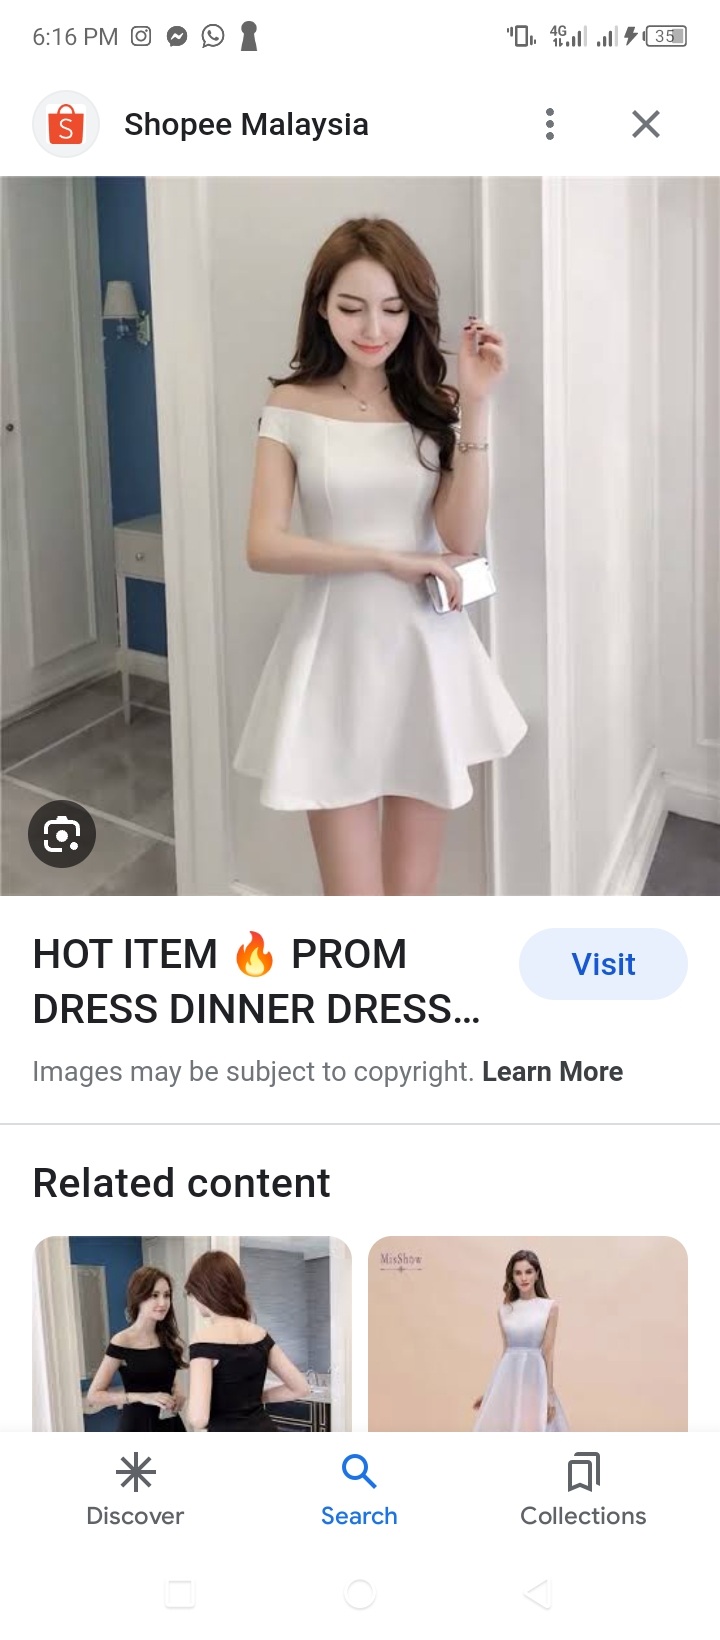 6:16 PM
4G
35
Shopee Malaysia
HOT ITEM 🔥 PROM
DRESS DINNER DRESS...
Visit
Images may be subject to copyright. Learn More
Related content
MisShow
Discover
Search
Collections